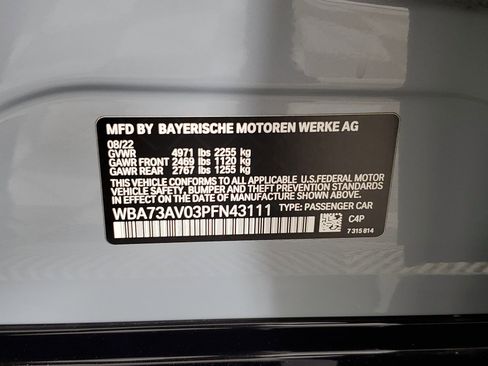 MFD BY BAYERISCHE MOTOREN WERKE AG
08/22
GVWR 4971 lbs 2255 kg
GAWR FRONT 2469 lbs 1120 kg
GAWR REAR 2767 lbs 1255 kg
THIS VEHICLE CONFORMS TO ALL APPLICABLE U.S.FEDERAL MOTOR
VEHICLE SAFETY, BUMPER, AND THEFT PREVENTION STANDARDS IN
EFFECT ON THE DATE OF MANUFACTURE SHOWN ABOVE.
WBA73AV03PFN43111 TYPE: PASSENGER CAR
C4P
7 315 814